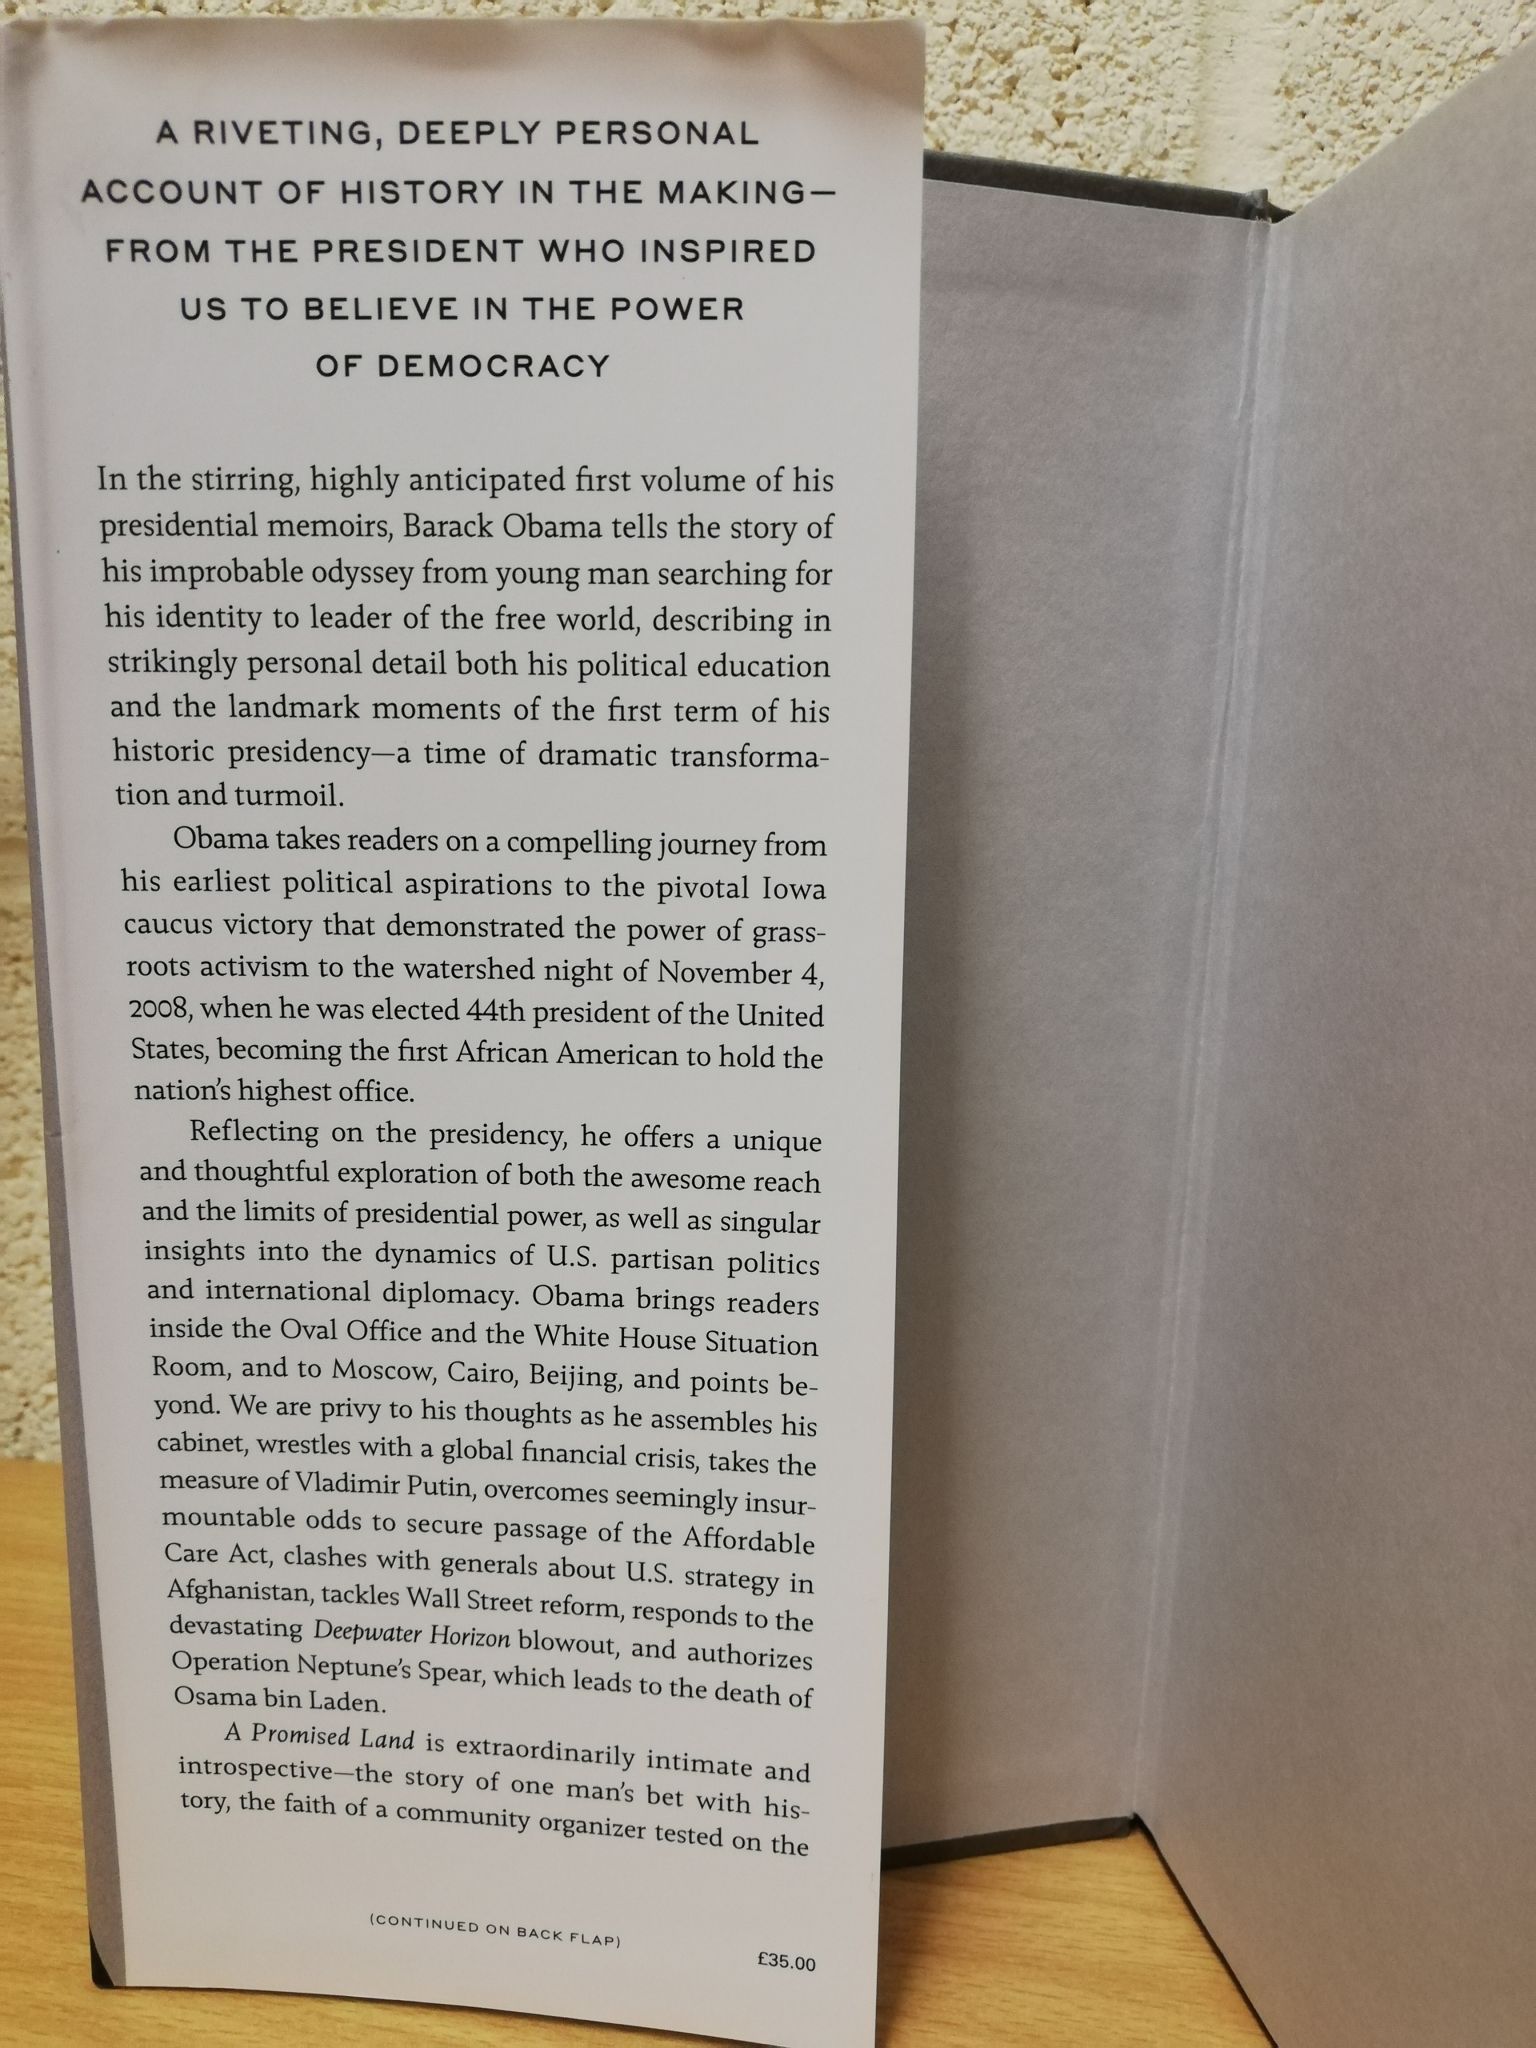 A RIVETING, DEEPLY PERSONAL
ACCOUNT OF HISTORY IN THE MAKING—
FROM THE PRESIDENT WHO INSPIRED
US TO BELIEVE IN THE POWER
OF DEMOCRACY
In the stirring, highly anticipated first volume of his
presidential memoirs, Barack Obama tells the story of
his improbable odyssey from young man searching for
his identity to leader of the free world, describing in
strikingly personal detail both his political education
and the landmark moments of the first term of his
historic presidency—a time of dramatic transforma-
tion and turmoil.
Obama takes readers on a compelling journey from
his earliest political aspirations to the pivotal Iowa
caucus victory that demonstrated the power of grass-
roots activism to the watershed night of November 4,
2008, when he was elected 44th president of the United
States, becoming the first African American to hold the
nation's highest office.
Reflecting on the presidency, he offers a unique
and thoughtful exploration of both the awesome reach
and the limits of presidential power, as well as singular
insights into the dynamics of U.S. partisan politics
and international diplomacy. Obama brings readers
inside the Oval Office and the White House Situation
Room, and to Moscow, Cairo, Beijing, and points be-
yond. We are privy to his thoughts as he assembles his
cabinet, wrestles with a global financial crisis, takes the
measure of Vladimir Putin, overcomes seemingly insur-
mountable odds to secure passage of the Affordable
Care Act, clashes with generals about U.S. strategy in
Afghanistan, tackles Wall Street reform, responds to the
devastating Deepwater Horizon blowout, and authorizes
Operation Neptune's Spear, which leads to the death of
Osama bin Laden.
A Promised Land is extraordinarily intimate and
introspective—the story of one man's bet with his-
tory, the faith of a community organizer tested on the
(CONTINUED ON BACK FLAP)
£35.00